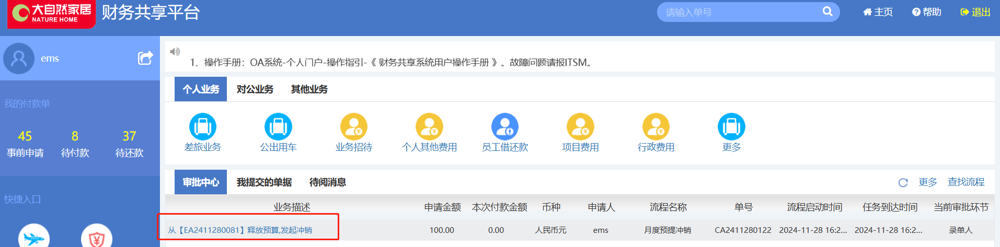 大自然家居
NATURE HOME
财务共享平台
请输入单号
主页
帮助
退出
ems
1、操作手册：OA系统-个人门户-操作指引-《 财务共享系统用户操作手册 》。故障问题请报ITSM。
我的付款单
45 8 37
事前申请 待付款 待还款
快捷入口
个人业务 对公业务 其他业务
差旅业务 公出用车 业务招待 个人其他费用 员工借还款 项目费用 行政费用 更多
审批中心 我提交的单据 待阅消息 更多 查找流程
业务描述 申请金额 本次付款金额 币种 申请人 流程名称 单号 流程启动时间 任务到达时间 当前审批环节
从【EA2411280081】释放预算,发起冲销 100.00 0.00 人民币元 ems 月度预提冲销 CA2411280122 2024-11-28 16:2... 2024-11-28 16:2... 录单人